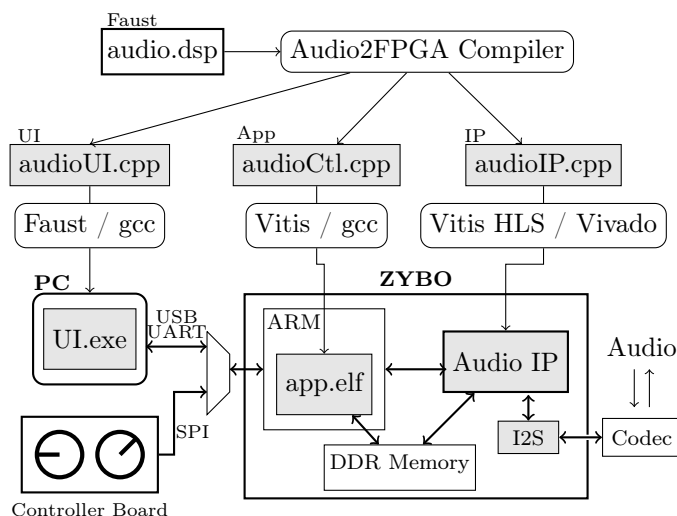 Faust
audio.dsp
Audio2FPGA Compiler
UI
audioUI.cpp
App
audioCtl.cpp
IP
audioIP.cpp
Faust / gcc
Vitis / gcc
Vitis HLS / Vivado
PC
ZYBO
UI.exe
USB
UART
ARM
app.elf
Audio IP
Audio
SPI
I2S
Codec
DDR Memory
Controller Board